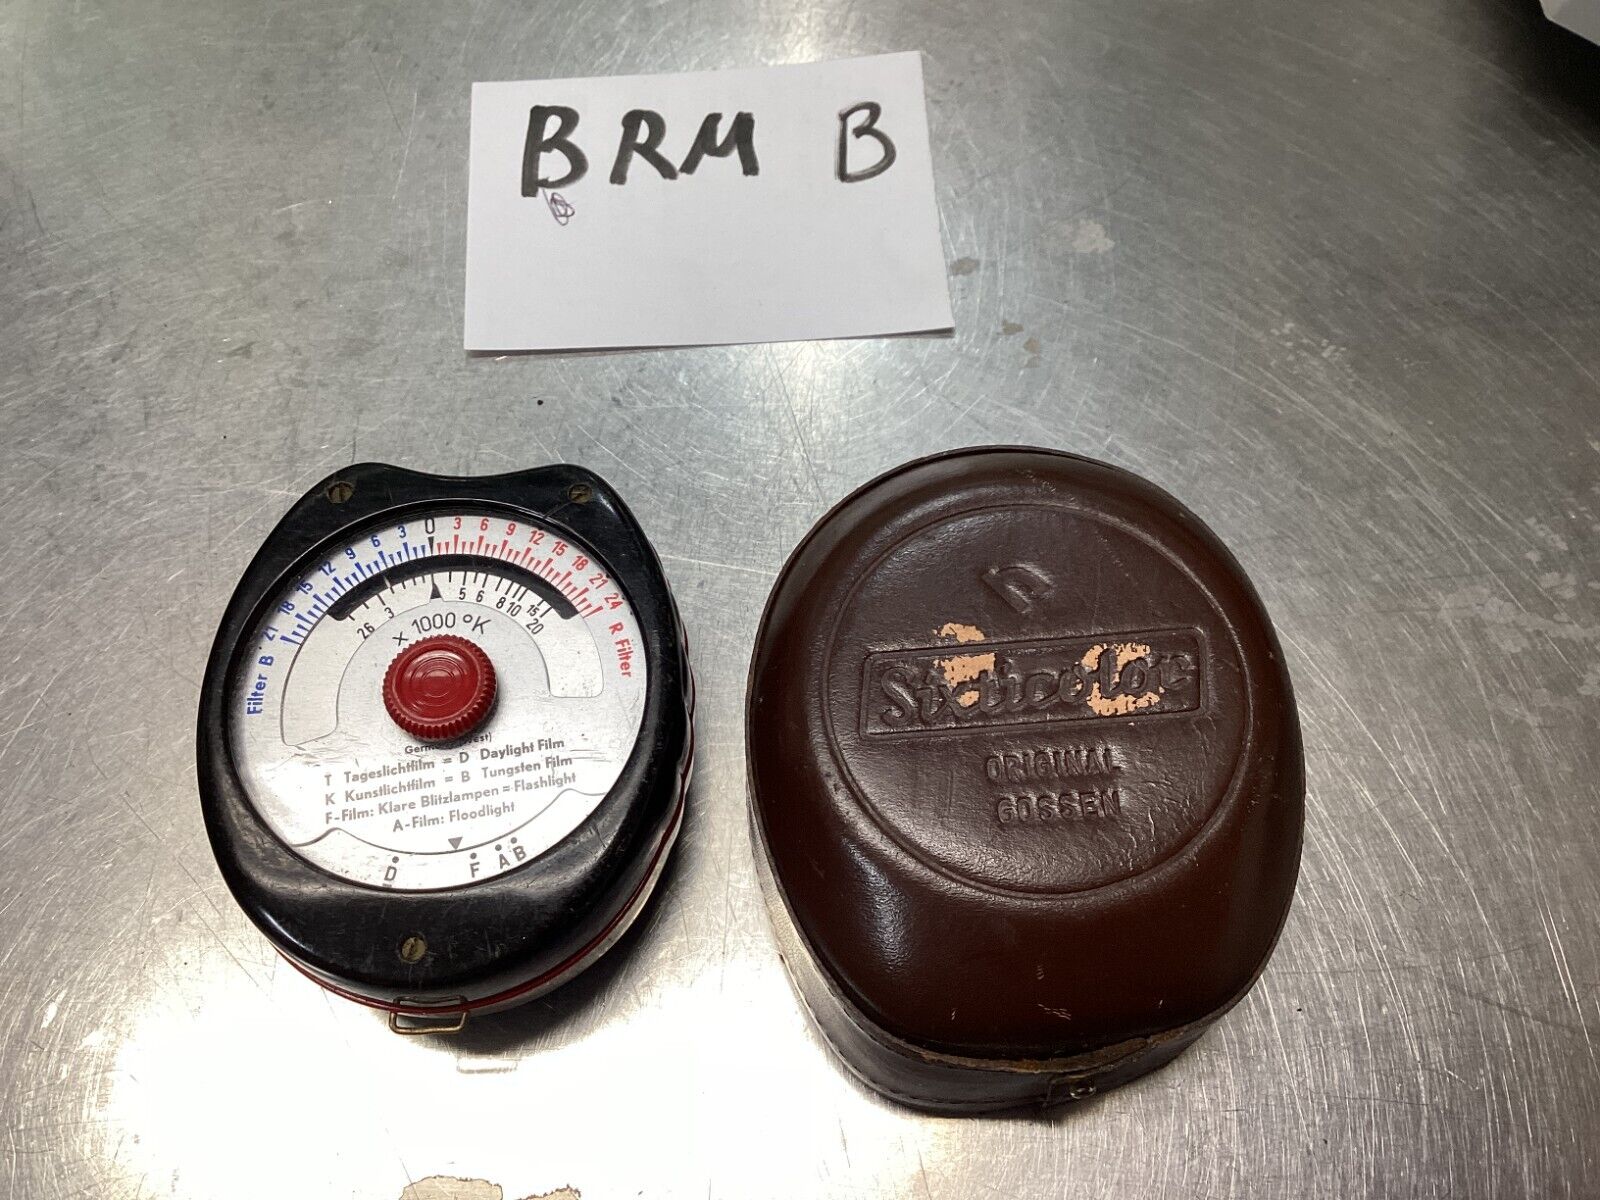 BRM B
Filter B 21 18 15 12 9 6 3 0 3 6 9 12 15 18 21 24 R Filter
26 3 5 6 8 10 15 20
x 1000 °K
T Tageslichtfilm = D Daylight Film
K Kunstlichtfilm = B Tungsten Film
F-Film: Klare Blitzlampen = Flashlight
A-Film: Floodlight
D F A B
Sixticolor
ORIGINAL
GOSSEN